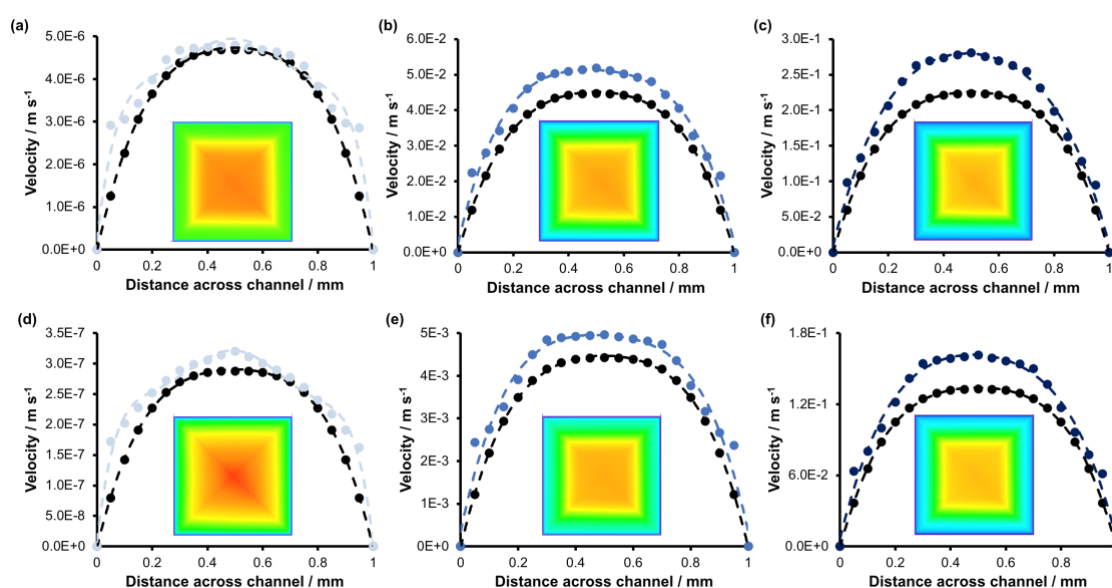 (a)
Velocity / m s⁻¹
5.0E-6
4.0E-6
3.0E-6
2.0E-6
1.0E-6
0.0E+0
0 0.2 0.4 0.6 0.8 1
Distance across channel / mm
(b)
Velocity / m s⁻¹
6.0E-2
5.0E-2
4.0E-2
3.0E-2
2.0E-2
1.0E-2
0.0E+0
0 0.2 0.4 0.6 0.8 1
Distance across channel / mm
(c)
Velocity / m s⁻¹
3.0E-1
2.5E-1
2.0E-1
1.5E-1
1.0E-1
5.0E-2
0.0E+0
0 0.2 0.4 0.6 0.8 1
Distance across channel / mm
(d)
Velocity / m s⁻¹
3.5E-7
3.0E-7
2.5E-7
2.0E-7
1.5E-7
1.0E-7
5.0E-8
0.0E+0
0 0.2 0.4 0.6 0.8 1
Distance across channel / mm
(e)
Velocity / m s⁻¹
5E-3
4E-3
3E-3
2E-3
1E-3
0E+0
0 0.2 0.4 0.6 0.8 1
Distance across channel / mm
(f)
Velocity / m s⁻¹
1.8E-1
1.2E-1
6.0E-2
0.0E+0
0 0.2 0.4 0.6 0.8
Distance across channel / mm